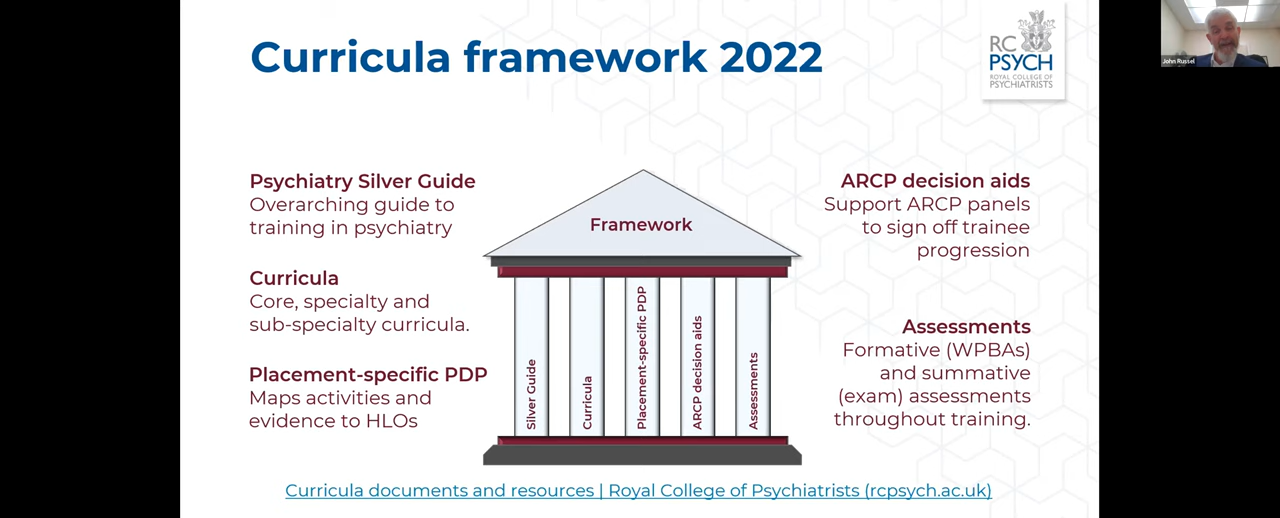 Curricula framework 2022
RC
PSYCH
ROYAL COLLEGE OF
PSYCHIATRISTS
John Russel
Psychiatry Silver Guide
Overarching guide to
training in psychiatry
Curricula
Core, specialty and
sub-specialty curricula.
Placement-specific PDP
Maps activities and
evidence to HLOs
Framework
Silver Guide
Curricula
Placement-specific PDP
ARCP decision aids
Assessments
ARCP decision aids
Support ARCP panels
to sign off trainee
progression
Assessments
Formative (WPBAs)
and summative
(exam) assessments
throughout training.
Curricula documents and resources | Royal College of Psychiatrists (rcpsych.ac.uk)